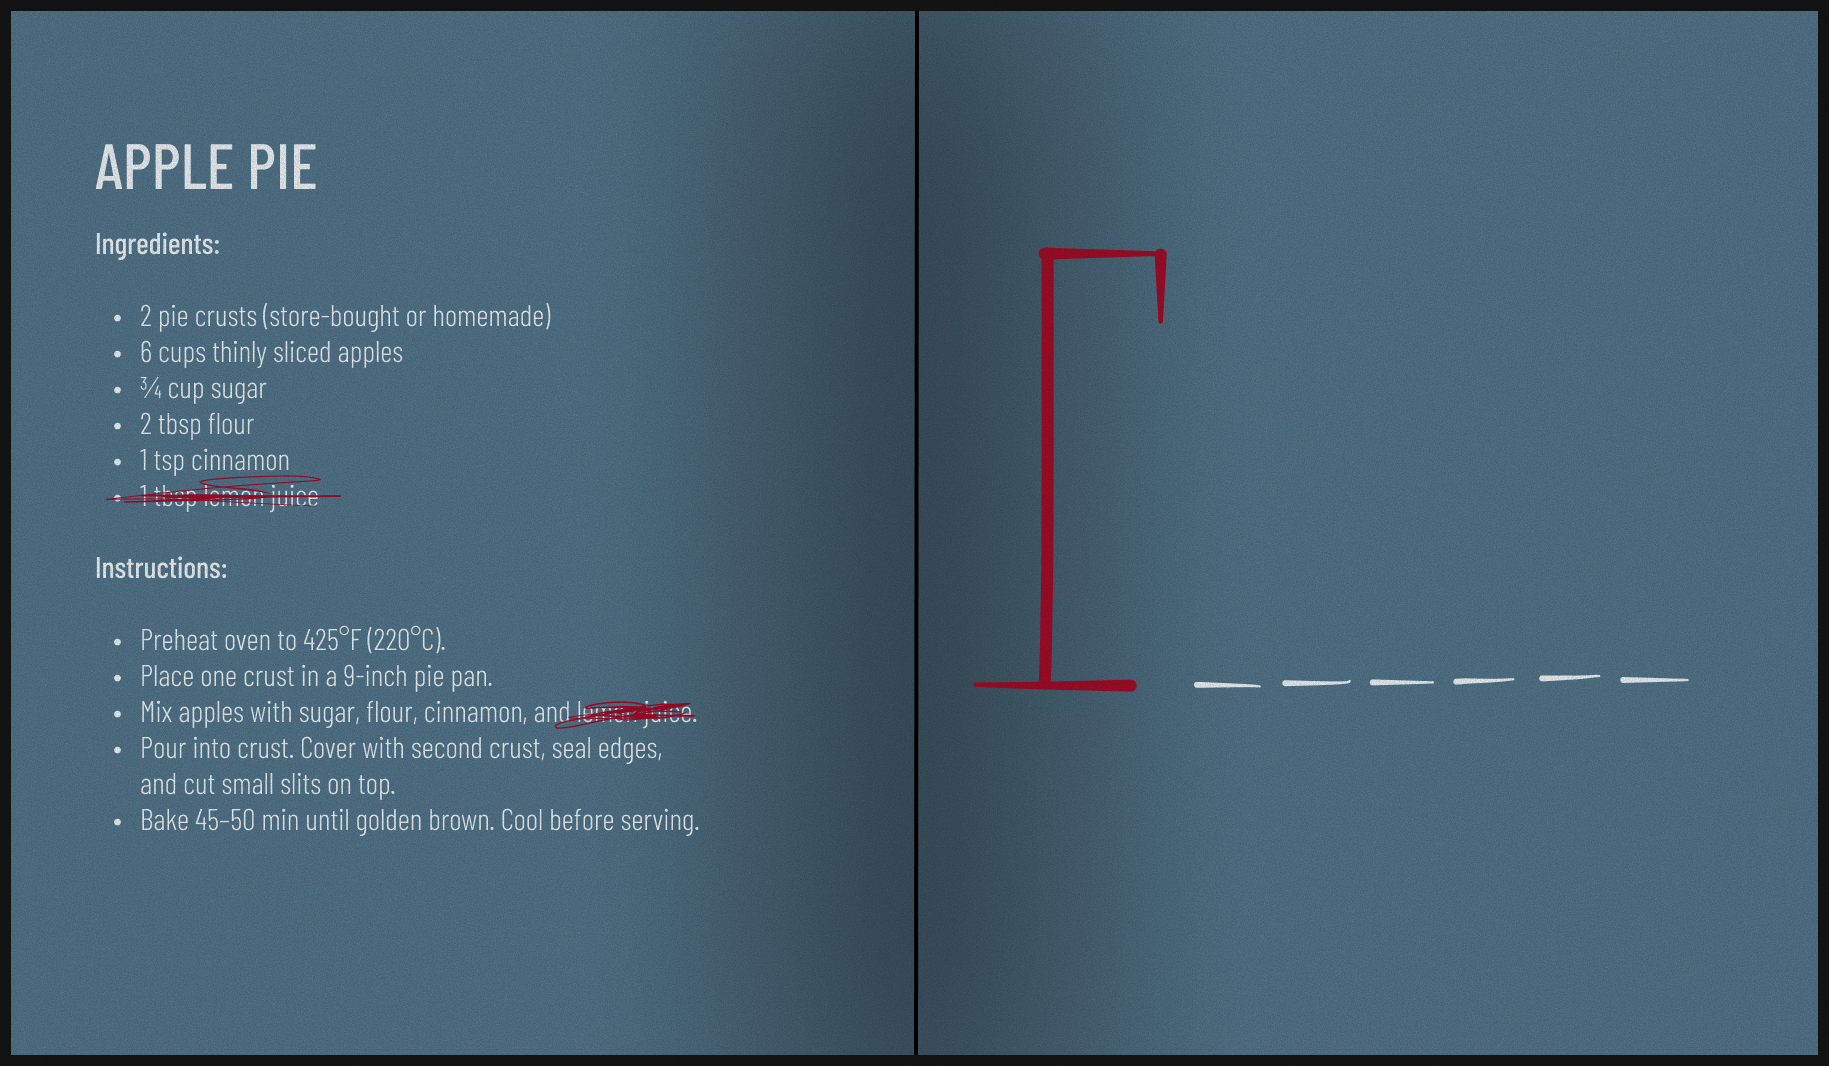 APPLE PIE
Ingredients:
• 2 pie crusts (store-bought or homemade)
• 6 cups thinly sliced apples
• ¾ cup sugar
• 2 tbsp flour
• 1 tsp cinnamon
• 1 tbsp lemon juice
Instructions:
• Preheat oven to 425°F (220°C).
• Place one crust in a 9-inch pie pan.
• Mix apples with sugar, flour, cinnamon, and lemon juice.
• Pour into crust. Cover with second crust, seal edges,
and cut small slits on top.
• Bake 45–50 min until golden brown. Cool before serving.